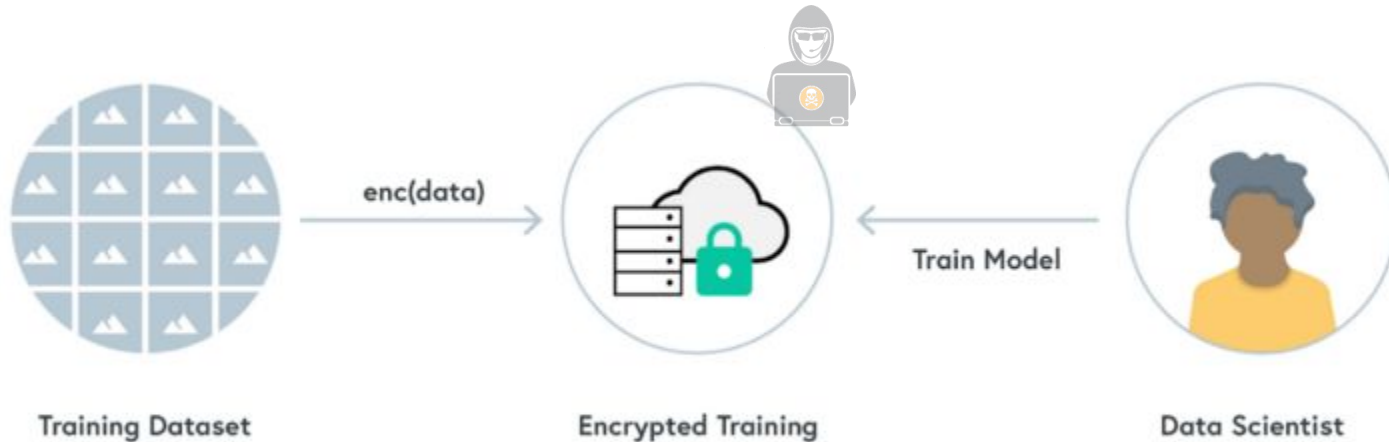 enc(data)
Train Model
Training Dataset
Encrypted Training
Data Scientist